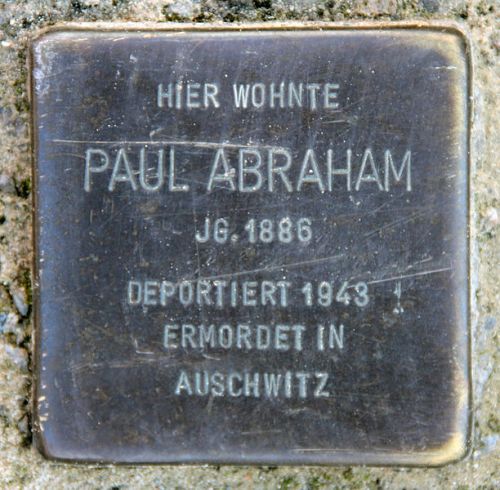 HIER WOHNTE
PAUL ABRAHAM
JG. 1886
DEPORTIERT 1943
ERMORDET IN
AUSCHWITZ